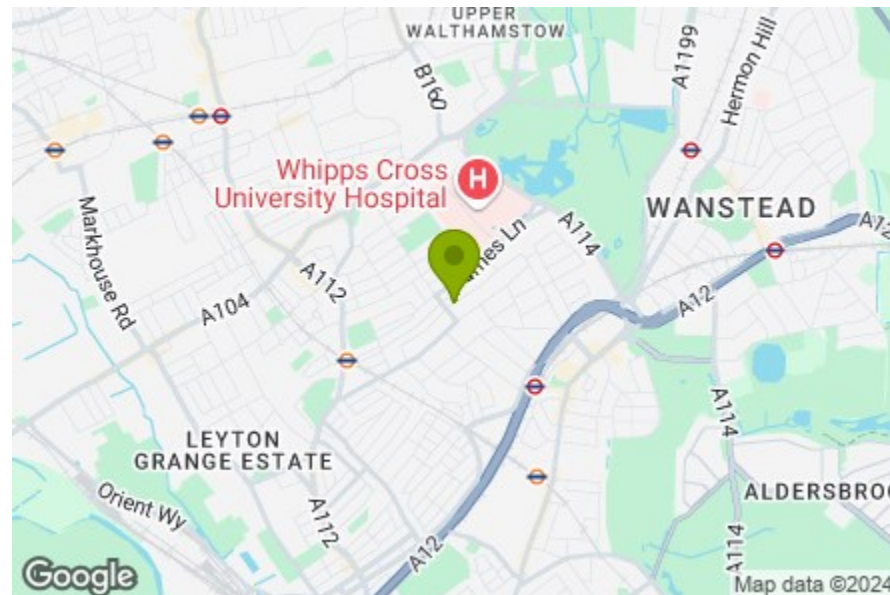 UPPER
WALTHAMSTOW
B160
A1199
Hermon Hill
Whipps Cross
University Hospital
H
WANSTEAD
A114
A12
Markhouse Rd
A112
A104
A12
LEYTON
GRANGE ESTATE
A114
Orient Wy
A112
A12
A114
Google
Map data ©2024